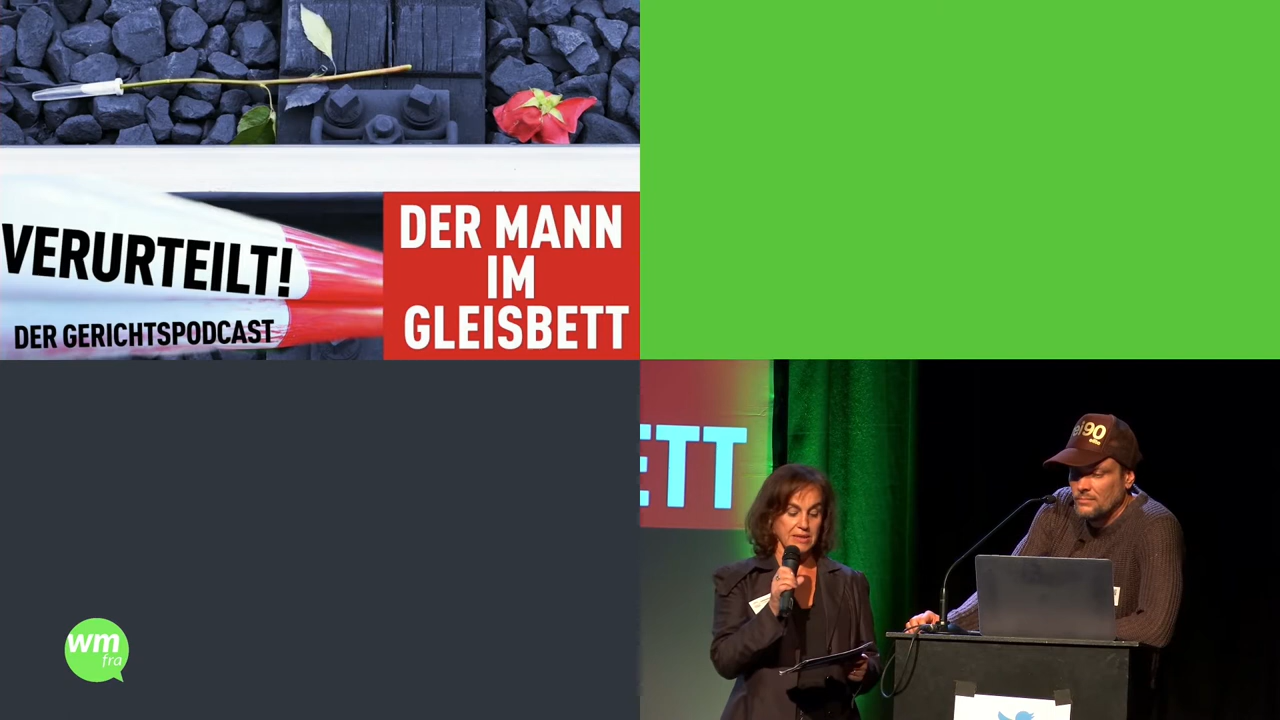 VERURTEILT!
DER GERICHTSPODCAST
DER MANN
IM
GLEISBETT
ETT
90
wm
fra